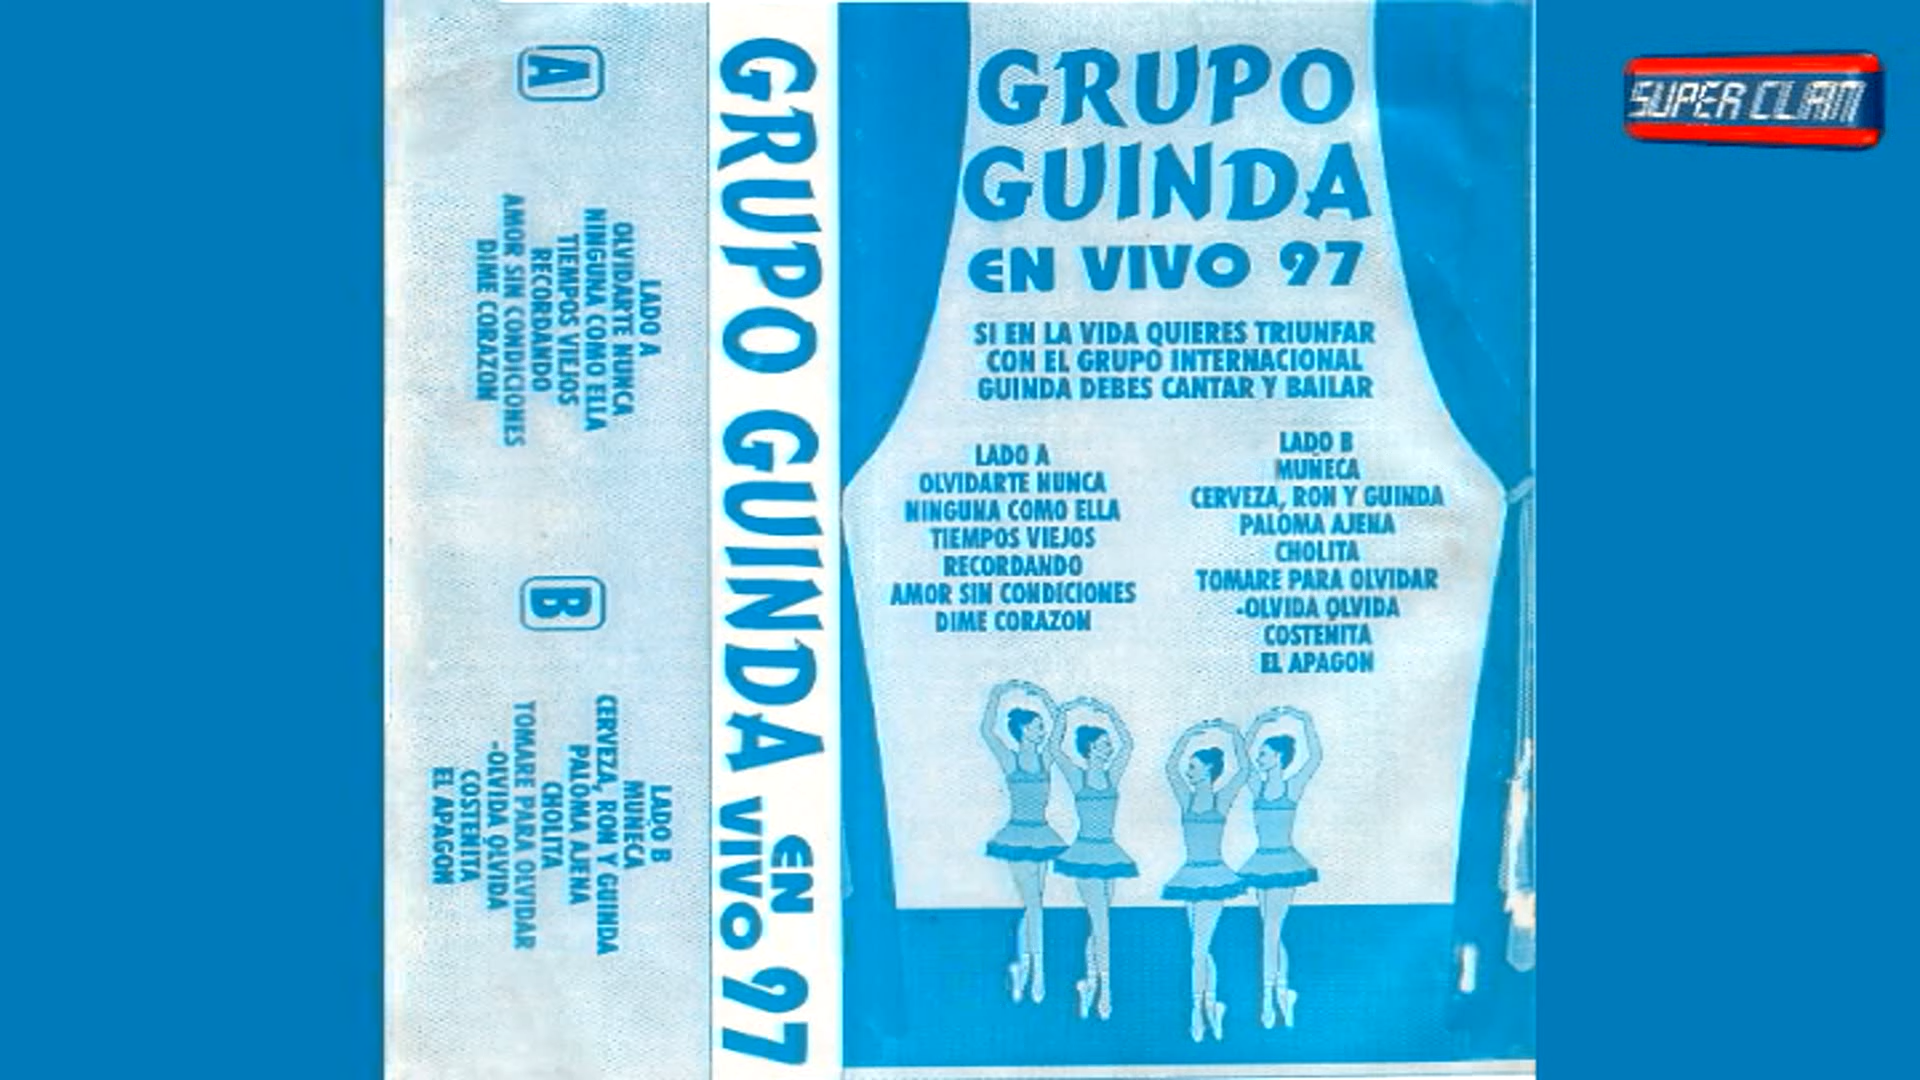 A
LADO A
OLVIDARTE NUNCA
NINGUNA COMO ELLA
TIEMPOS VIEJOS
RECORDANDO
AMOR SIN CONDICIONES
DIME CORAZON
B
LADO B
MUÑECA
CERVEZA, RON Y GUINDA
PALOMA AJENA
CHOLITA
TOMARE PARA OLVIDAR
-OLVIDA OLVIDA
COSTEÑITA
EL APAGON
GRUPO GUINDA EN VIVO 97
GRUPO
GUINDA
EN VIVO 97
SI EN LA VIDA QUIERES TRIUNFAR
CON EL GRUPO INTERNACIONAL
GUINDA DEBES CANTAR Y BAILAR
LADO A
OLVIDARTE NUNCA
NINGUNA COMO ELLA
TIEMPOS VIEJOS
RECORDANDO
AMOR SIN CONDICIONES
DIME CORAZON
LADO B
MUÑECA
CERVEZA, RON Y GUINDA
PALOMA AJENA
CHOLITA
TOMARE PARA OLVIDAR
-OLVIDA OLVIDA
COSTEÑITA
EL APAGON
SUPER CLAN